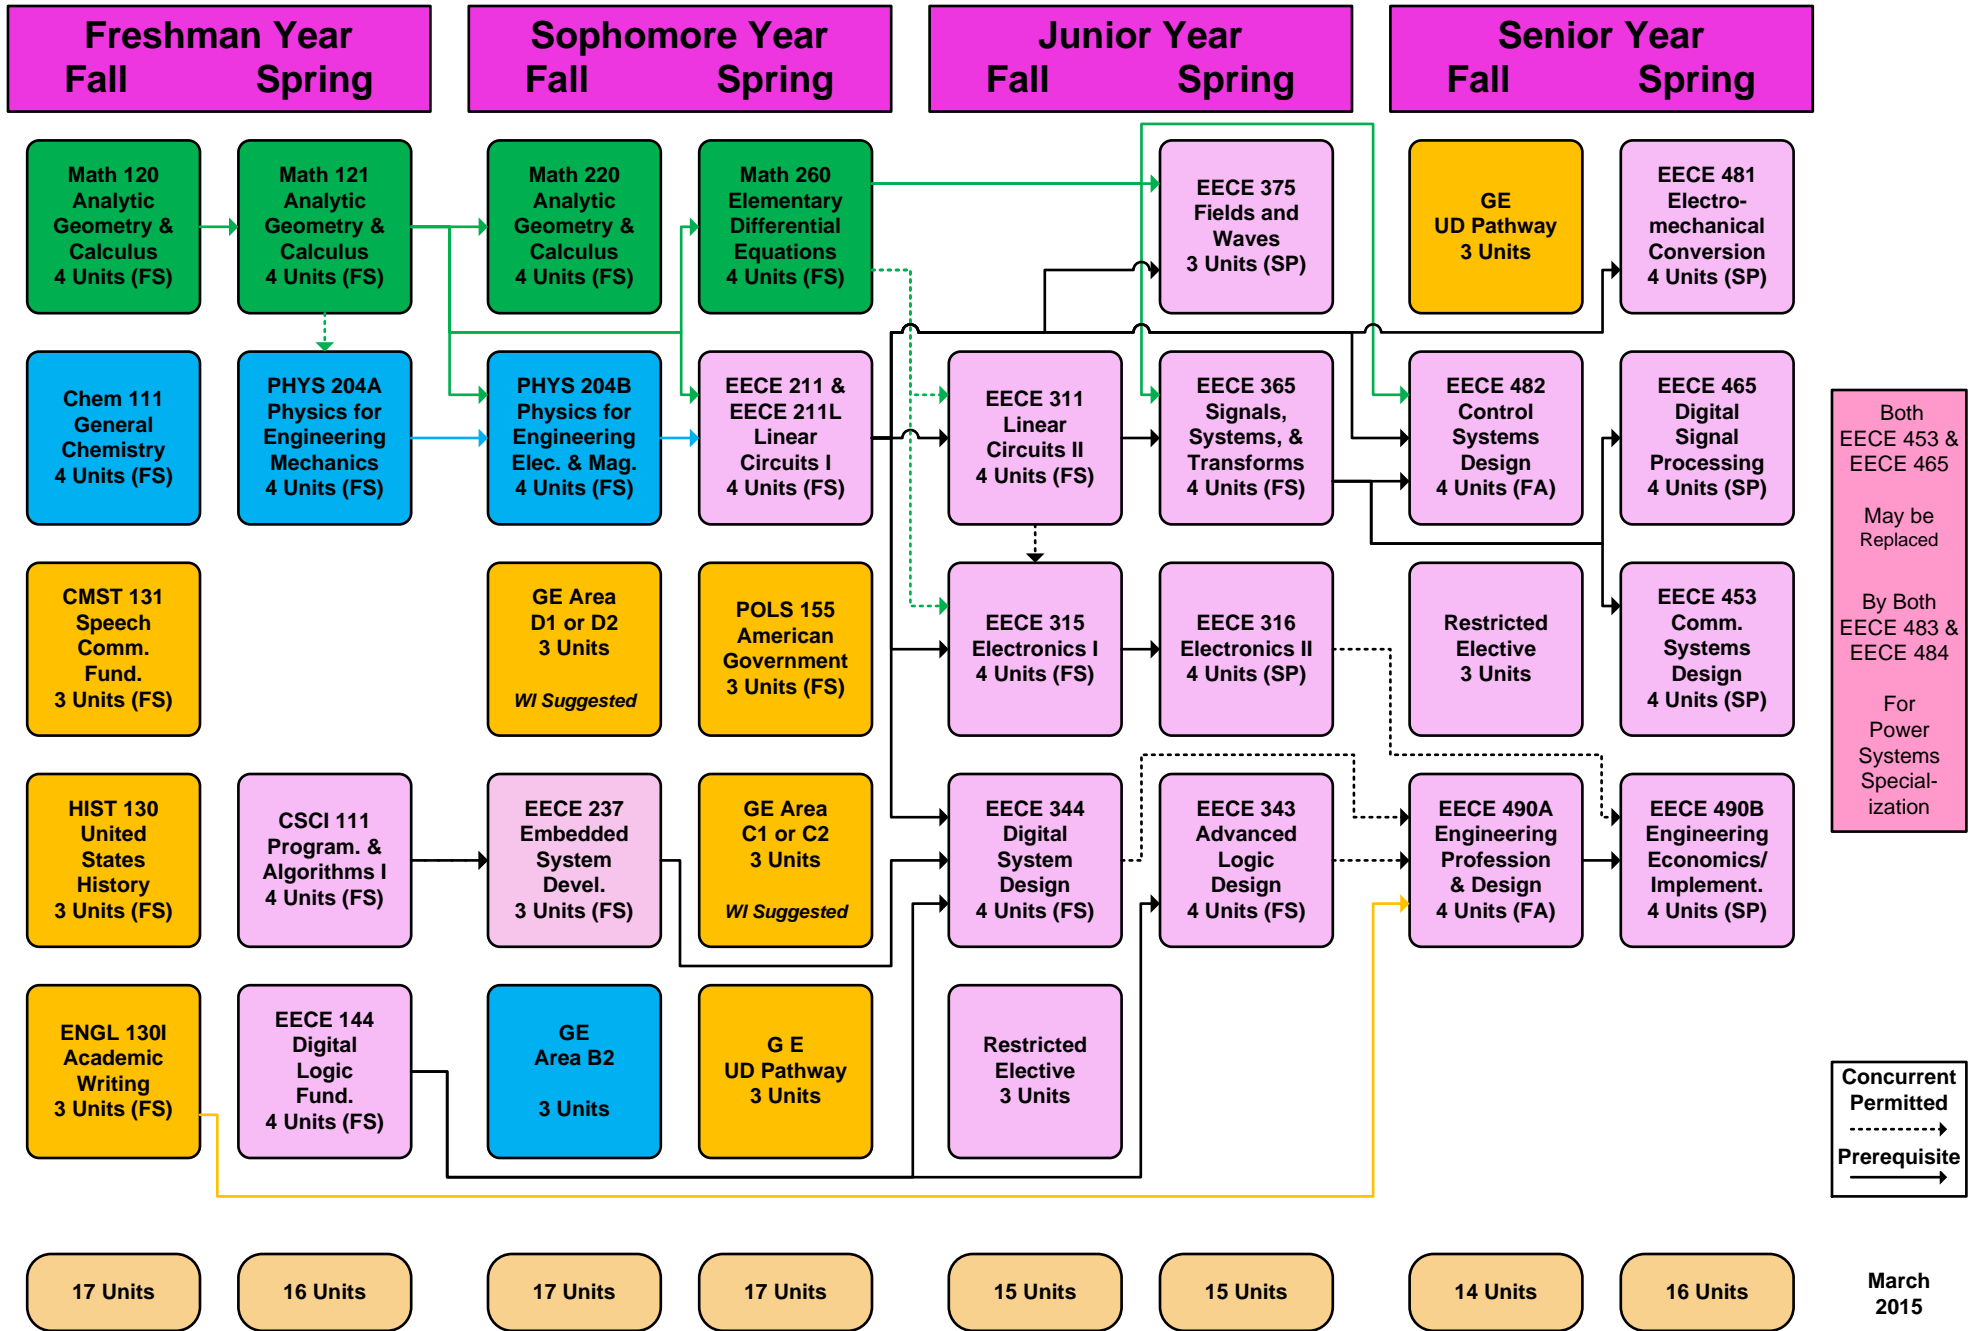 Freshman Year
Fall Spring
Sophomore Year
Fall Spring
Junior Year
Fall Spring
Senior Year
Fall Spring
Math 120
Analytic
Geometry &
Calculus
4 Units (FS)
Math 121
Analytic
Geometry &
Calculus
4 Units (FS)
Math 220
Analytic
Geometry &
Calculus
4 Units (FS)
Math 260
Elementary
Differential
Equations
4 Units (FS)
EECE 375
Fields and
Waves
3 Units (SP)
GE
UD Pathway
3 Units
EECE 481
Electro-
mechanical
Conversion
4 Units (SP)
Chem 111
General
Chemistry
4 Units (FS)
PHYS 204A
Physics for
Engineering
Mechanics
4 Units (FS)
PHYS 204B
Physics for
Engineering
Elec. & Mag.
4 Units (FS)
EECE 211 &
EECE 211L
Linear
Circuits I
4 Units (FS)
EECE 311
Linear
Circuits II
4 Units (FS)
EECE 365
Signals,
Systems, &
Transforms
4 Units (FS)
EECE 482
Control
Systems
Design
4 Units (FA)
EECE 465
Digital
Signal
Processing
4 Units (SP)
CMST 131
Speech
Comm.
Fund.
3 Units (FS)
GE Area
D1 or D2
3 Units
WI Suggested
POLS 155
American
Government
3 Units (FS)
EECE 315
Electronics I
4 Units (FS)
EECE 316
Electronics II
4 Units (SP)
Restricted
Elective
3 Units
EECE 453
Comm.
Systems
Design
4 Units (SP)
HIST 130
United
States
History
3 Units (FS)
CSCI 111
Program. &
Algorithms I
4 Units (FS)
EECE 237
Embedded
System
Devel.
3 Units (FS)
GE Area
C1 or C2
3 Units
WI Suggested
EECE 344
Digital
System
Design
4 Units (FS)
EECE 343
Advanced
Logic
Design
4 Units (FS)
EECE 490A
Engineering
Profession
& Design
4 Units (FA)
EECE 490B
Engineering
Economics/
Implement.
4 Units (SP)
ENGL 130I
Academic
Writing
3 Units (FS)
EECE 144
Digital
Logic
Fund.
4 Units (FS)
GE
Area B2
3 Units
G E
UD Pathway
3 Units
Restricted
Elective
3 Units
Both
EECE 453 &
EECE 465
May be
Replaced
By Both
EECE 483 &
EECE 484
For
Power
Systems
Special-
ization
Concurrent
Permitted
Prerequisite
17 Units
16 Units
17 Units
17 Units
15 Units
15 Units
14 Units
16 Units
March
2015